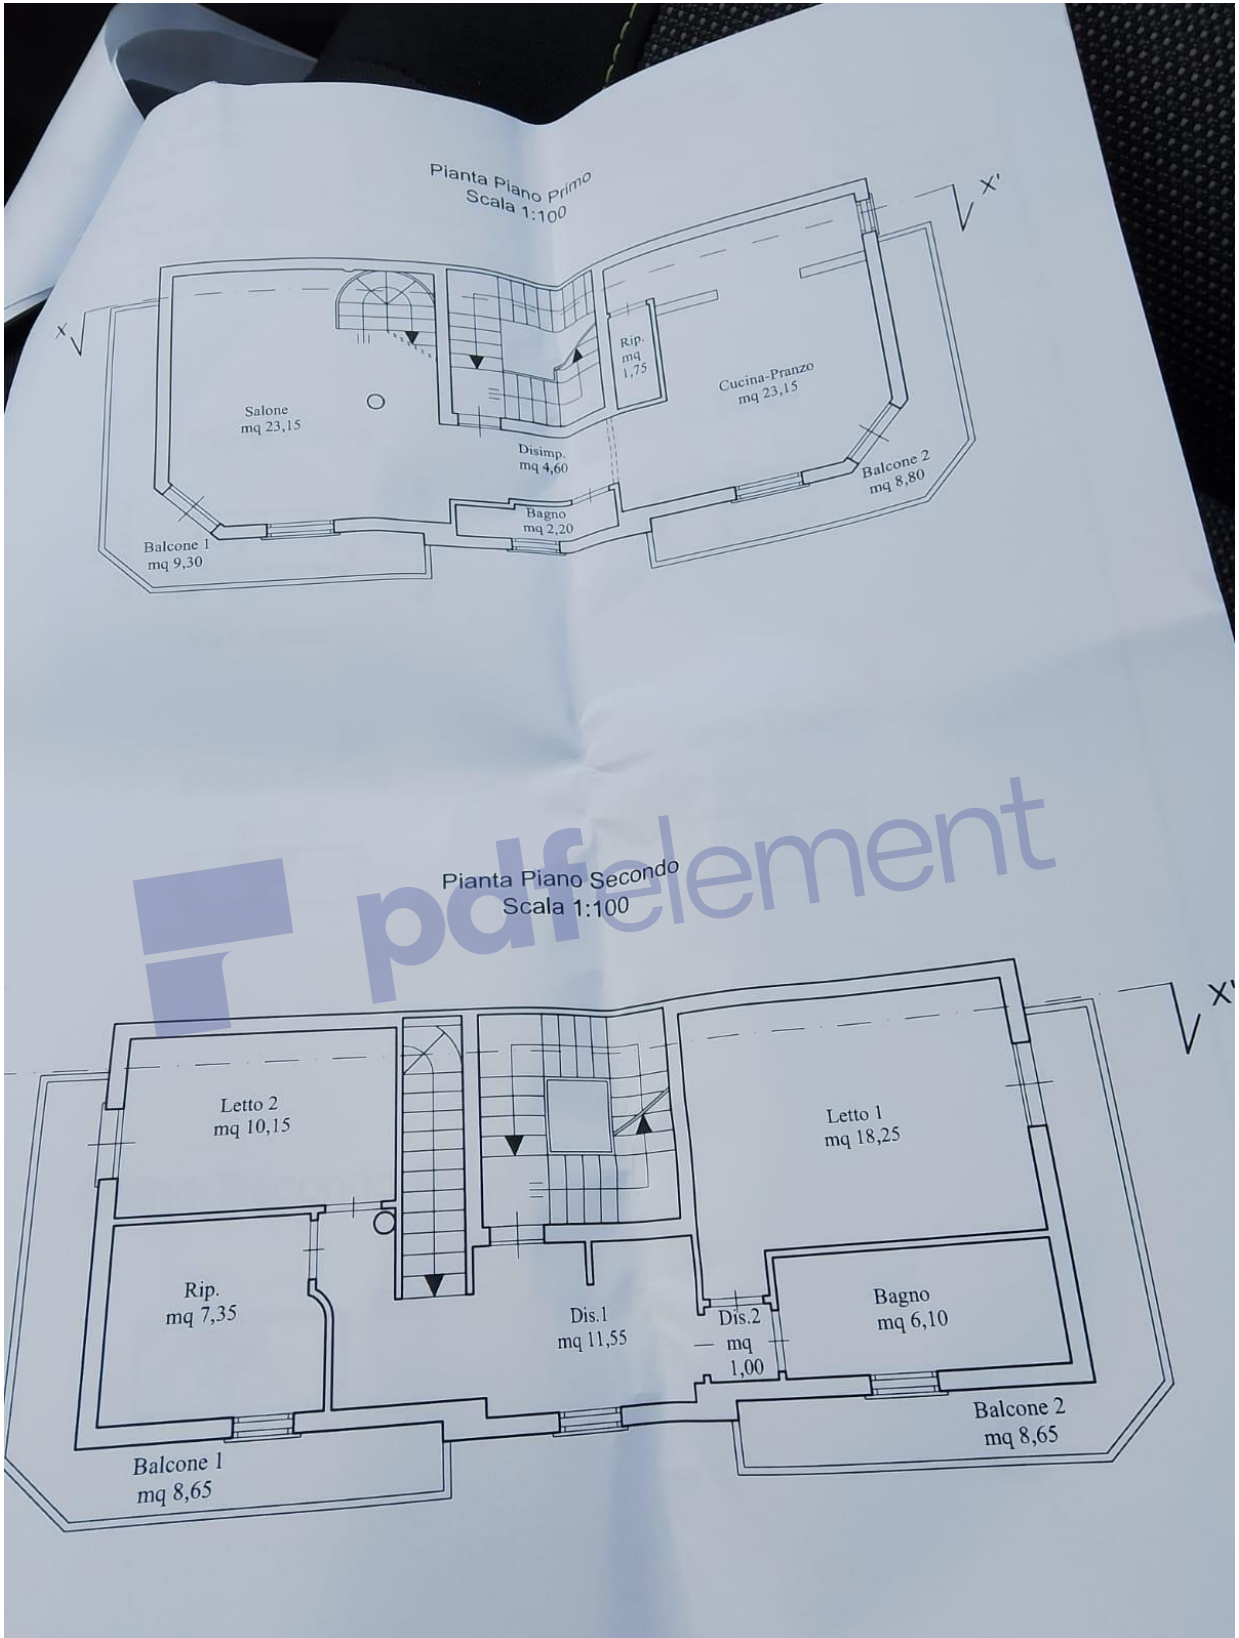 Pianta Piano Primo
Scala 1:100
X'
X
Rip.
mq
1,75
Cucina-Pranzo
mq 23,15
Salone
mq 23,15
Disimp.
mq 4,60
Balcone 2
mq 8,80
Bagno
mq 2,20
Balcone 1
mq 9,30
pdfelement
Pianta Piano Secondo
Scala 1:100
X'
Letto 2
mq 10,15
Letto 1
mq 18,25
Rip.
mq 7,35
Dis.1
mq 11,55
Dis.2
mq
1,00
Bagno
mq 6,10
Balcone 2
mq 8,65
Balcone 1
mq 8,65